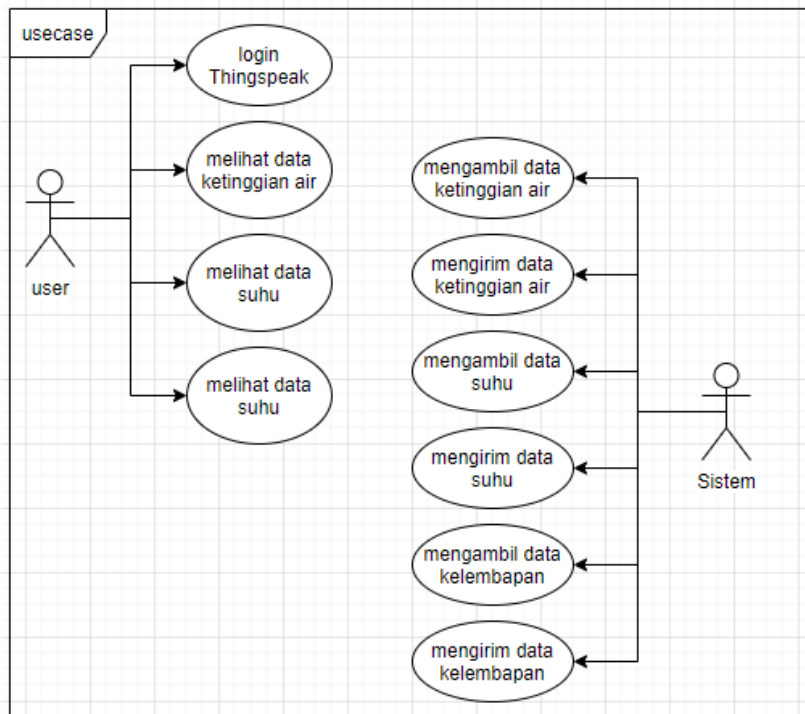 usecase
login
Thingspeak
melihat data
ketinggian air
melihat data
suhu
melihat data
suhu
user
mengambil data
ketinggian air
mengirim data
ketinggian air
mengambil data
suhu
mengirim data
suhu
mengambil data
kelembapan
mengirim data
kelembapan
Sistem